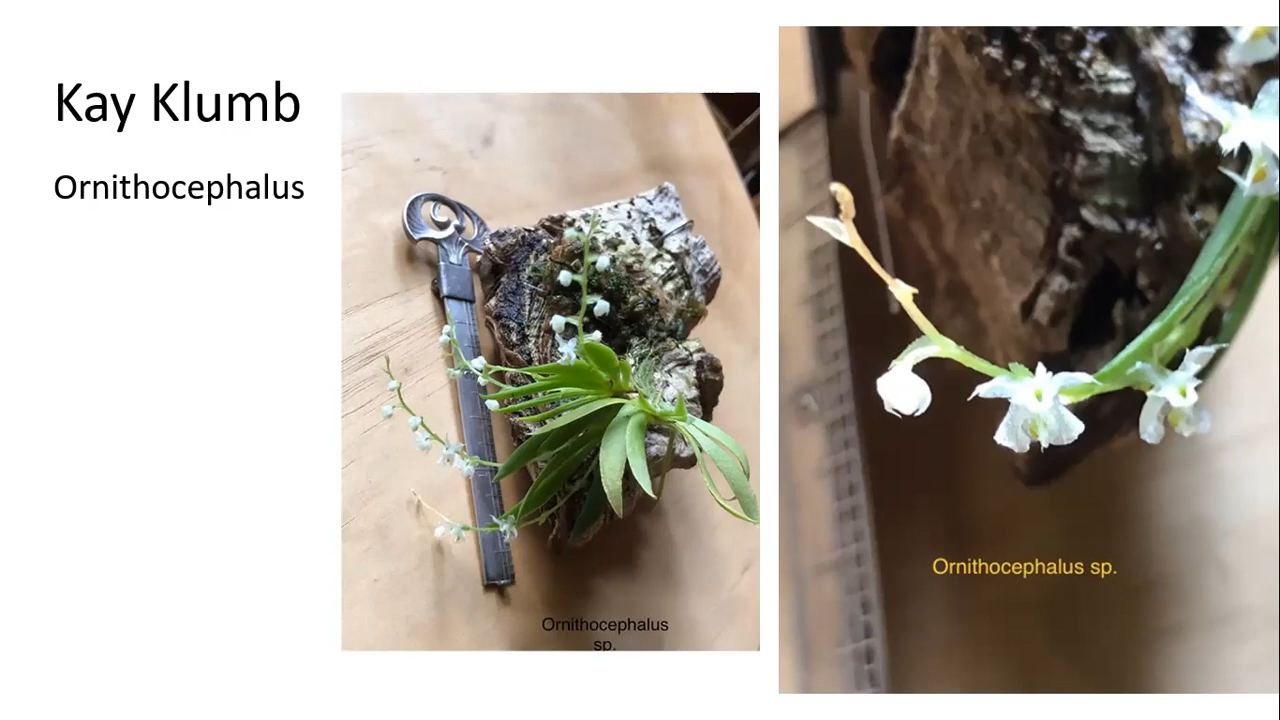 Kay Klumb
Ornithocephalus
Ornithocephalus
sp.
Ornithocephalus sp.